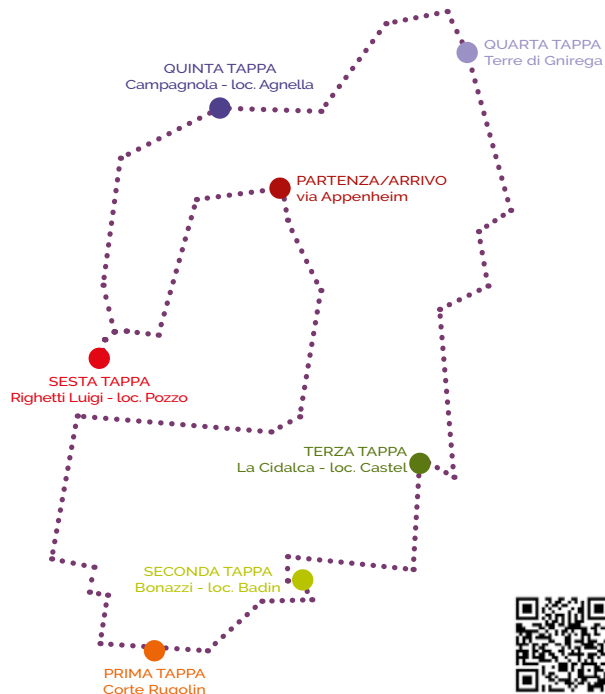 QUARTA TAPPA
Terre di Gnirega
QUINTA TAPPA
Campagnola - loc. Agnella
PARTENZA/ARRIVO
via Appenheim
SESTA TAPPA
Righetti Luigi - loc. Pozzo
TERZA TAPPA
La Cidalca - loc. Castel
SECONDA TAPPA
Bonazzi - loc. Badin
PRIMA TAPPA
Corte Rugolin